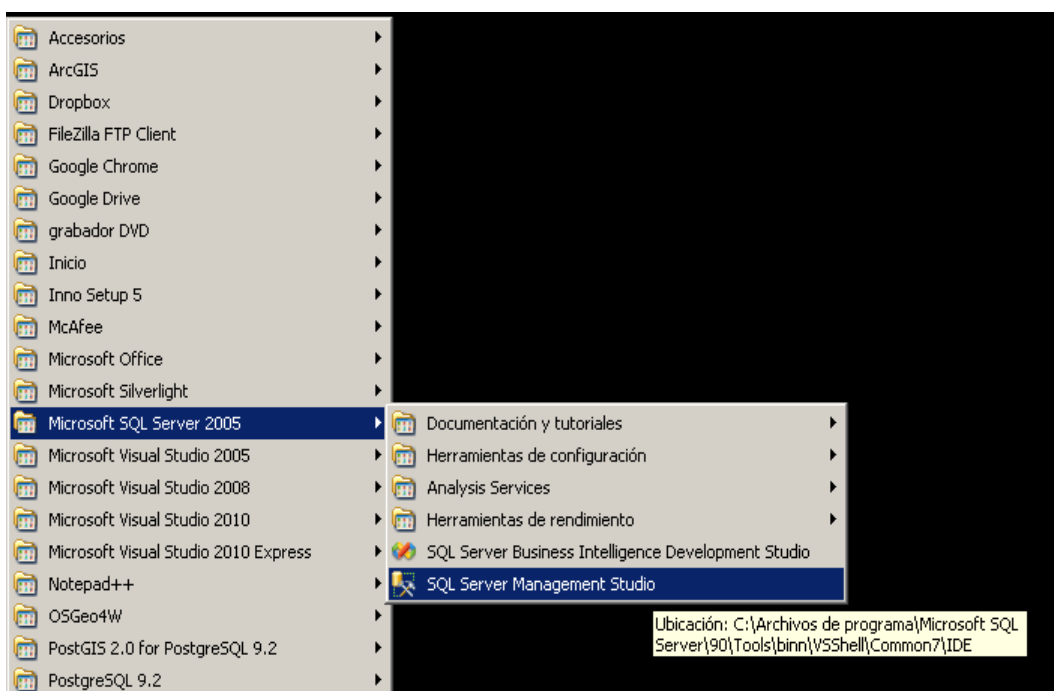 Accesorios
ArcGIS
Dropbox
FileZilla FTP Client
Google Chrome
Google Drive
grabador DVD
Inicio
Inno Setup 5
McAfee
Microsoft Office
Microsoft Silverlight
Microsoft SQL Server 2005
Microsoft Visual Studio 2005
Microsoft Visual Studio 2008
Microsoft Visual Studio 2010
Microsoft Visual Studio 2010 Express
Notepad++
OSGeo4W
PostGIS 2.0 for PostgreSQL 9.2
PostgreSQL 9.2
Documentación y tutoriales
Herramientas de configuración
Analysis Services
Herramientas de rendimiento
SQL Server Business Intelligence Development Studio
SQL Server Management Studio
Ubicación: C:\Archivos de programa\Microsoft SQL
Server\90\Tools\binn\VSShell\Common7\IDE